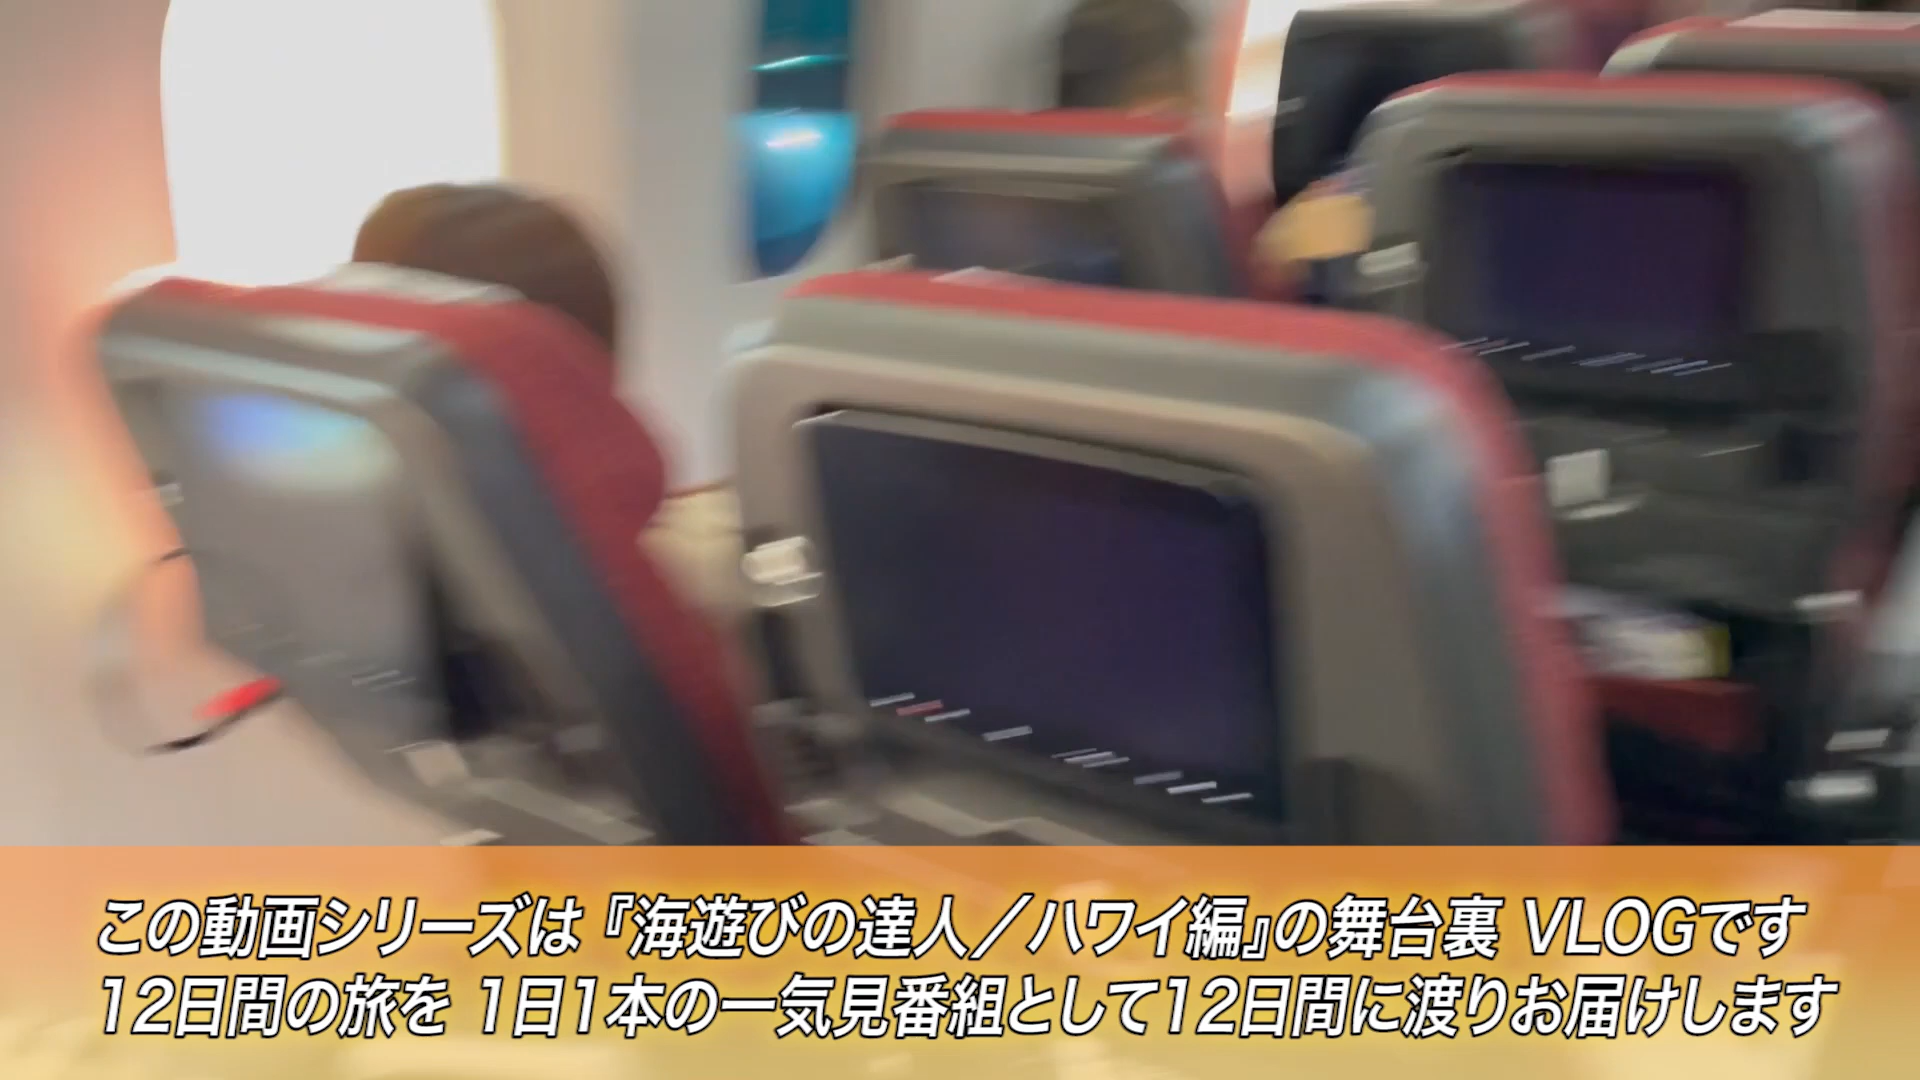 この動画シリーズは『海遊びの達人／ハワイ編』の舞台裏 VLOGです
12日間の旅を 1日1本の一気見番組として12日間に渡りお届けします